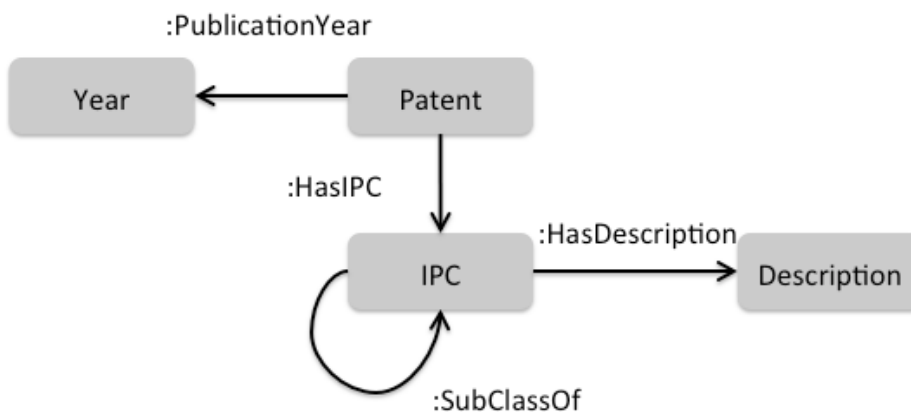 :PublicationYear
Year
Patent
:HasIPC
:HasDescription
IPC
Description
:SubClassOf